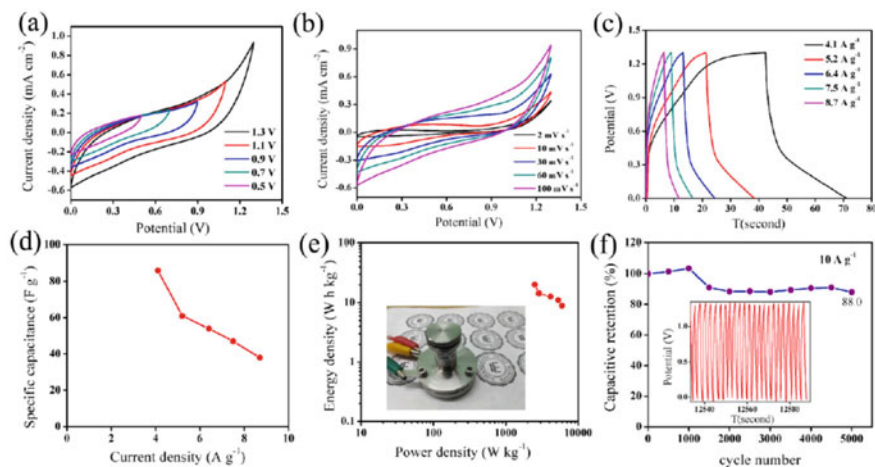 (a)
Current density (mA cm⁻²)
0.9
0.6
0.4
0.2
0.0
-0.2
-0.4
-0.6
1.3 V
1.1 V
0.9 V
0.7 V
0.5 V
0.0 0.3 0.6 0.9 1.2 1.5
Potential (V)
(b)
Current density (mA cm⁻²)
0.9
0.6
0.3
0.0
-0.3
-0.6
2 mV s⁻¹
10 mV s⁻¹
30 mV s⁻¹
60 mV s⁻¹
100 mV s⁻¹
0.0 0.3 0.6 0.9 1.2 1.5
Potential (V)
(c)
Potential (V)
1.5
1.2
0.9
0.6
0.3
0.0
4.1 A g⁻¹
5.2 A g⁻¹
6.4 A g⁻¹
7.5 A g⁻¹
8.7 A g⁻¹
0 10 20 30 40 50 60 70 80
T(second)
(d)
Specific capacitance (F g⁻¹)
100
80
60
40
20
0
0 2 4 6 8 10
Current density (A g⁻¹)
(e)
Energy density (W h kg⁻¹)
100
10
1
0.1
10 100 1000 10000
Power density (W kg⁻¹)
(f)
Capacitive retention (%)
140
120
100
80
60
40
20
0
10 A g⁻¹
88.0
Potential (V)
1.2
0.6
0.0
12540 12560 12580
T(second)
0 1000 2000 3000 4000 5000
cycle number